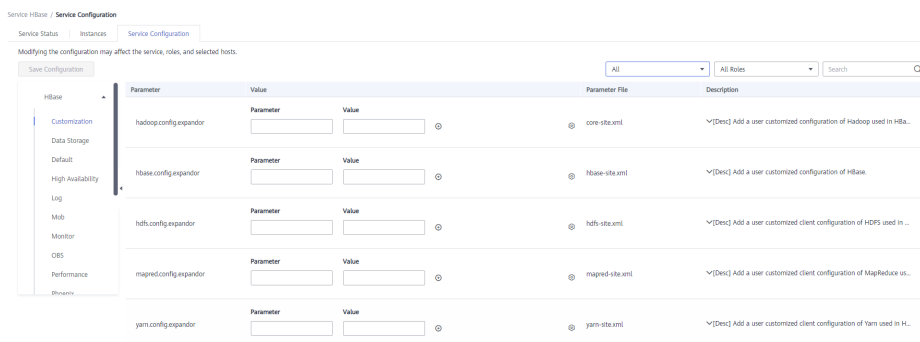 Service HBase / Service Configuration
Service Status Instances Service Configuration
Modifying the configuration may affect the service, roles, and selected hosts.
Save Configuration All All Roles Search
HBase
Customization
Data Storage
Default
High Availability
Log
Mob
Monitor
OBS
Performance
Phoenix
Parameter Value Parameter File Description
Parameter Value
hadoop.config.expandor core-site.xml [Desc] Add a user customized configuration of Hadoop used in HBa...
Parameter Value
hbase.config.expandor hbase-site.xml [Desc] Add a user customized configuration of HBase.
Parameter Value
hdfs.config.expandor hdfs-site.xml [Desc] Add a user customized client configuration of HDFS used in ...
Parameter Value
mapred.config.expandor mapred-site.xml [Desc] Add a user customized client configuration of MapReduce us...
Parameter Value
yarn.config.expandor yarn-site.xml [Desc] Add a user customized client configuration of Yarn used in H...